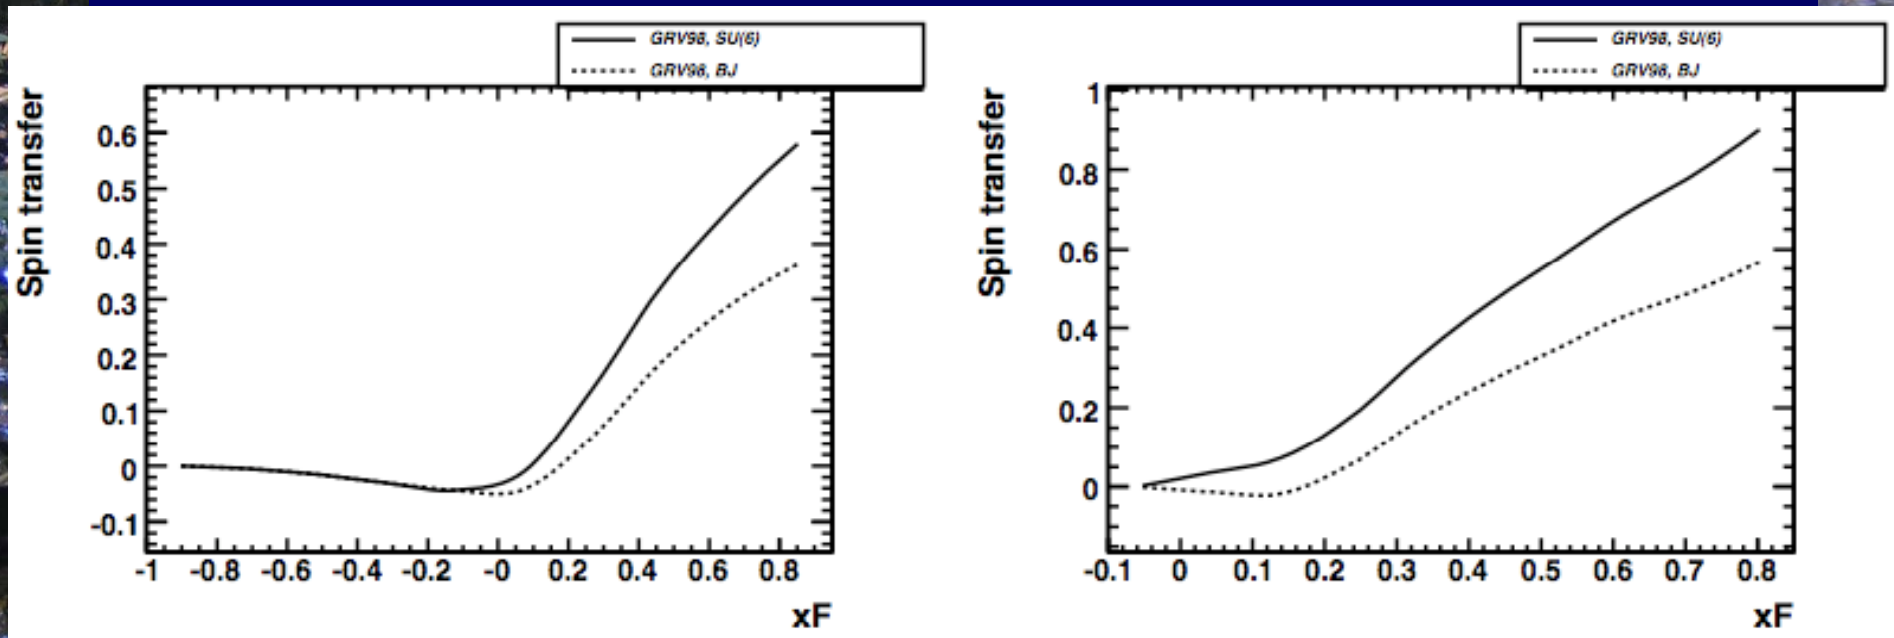 GRV98, SU(6)
GRV98, BJ
Spin transfer
0.6
0.5
0.4
0.3
0.2
0.1
0
-0.1
-1 -0.8 -0.6 -0.4 -0.2 -0 0.2 0.4 0.6 0.8
xF
GRV98, SU(6)
GRV98, BJ
Spin transfer
1
0.8
0.6
0.4
0.2
0
-0.1 0 0.1 0.2 0.3 0.4 0.5 0.6 0.7 0.8
xF